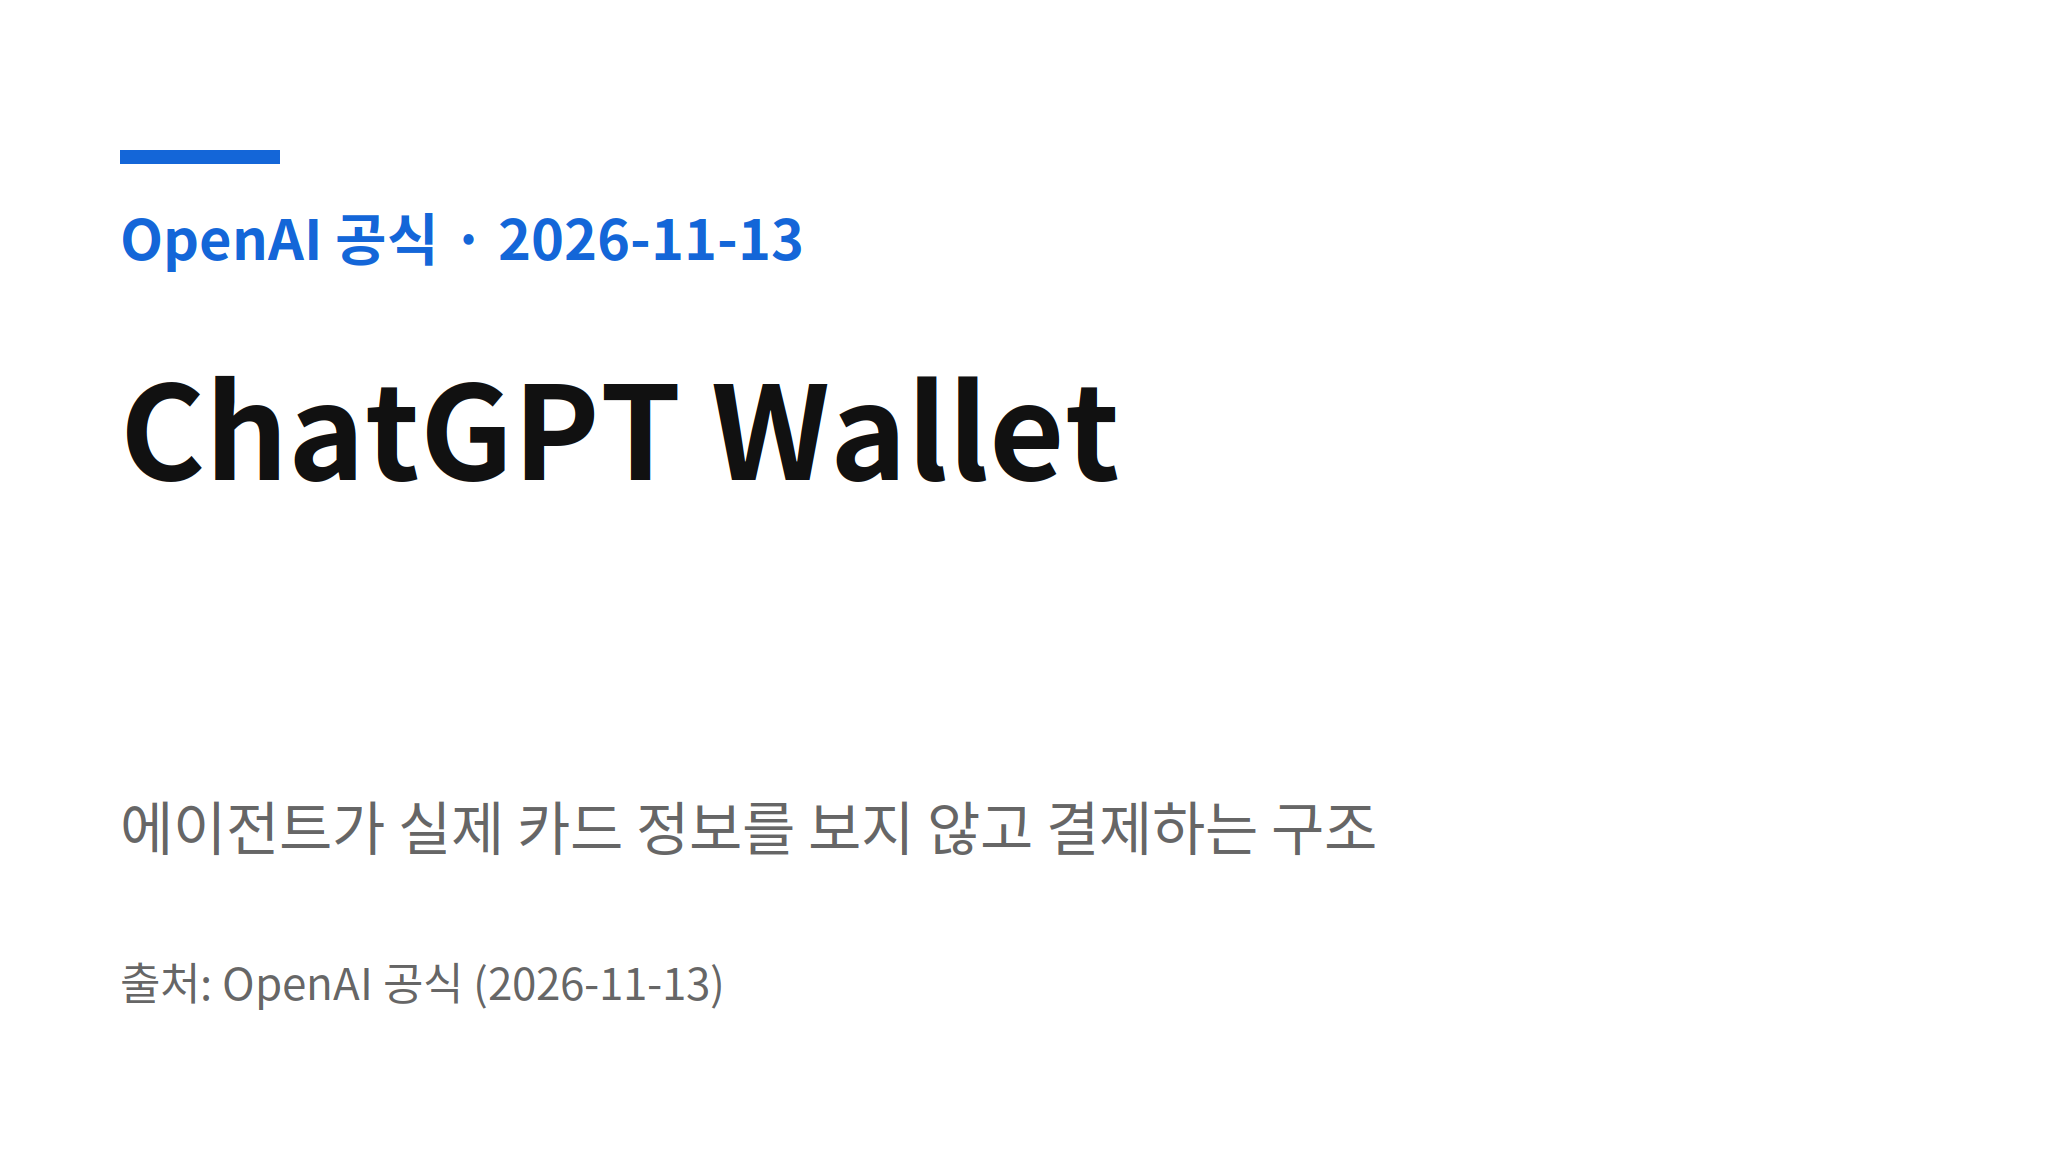 OpenAI 공식 · 2026-11-13
ChatGPT Wallet
에이전트가 실제 카드 정보를 보지 않고 결제하는 구조
출처: OpenAI 공식 (2026-11-13)